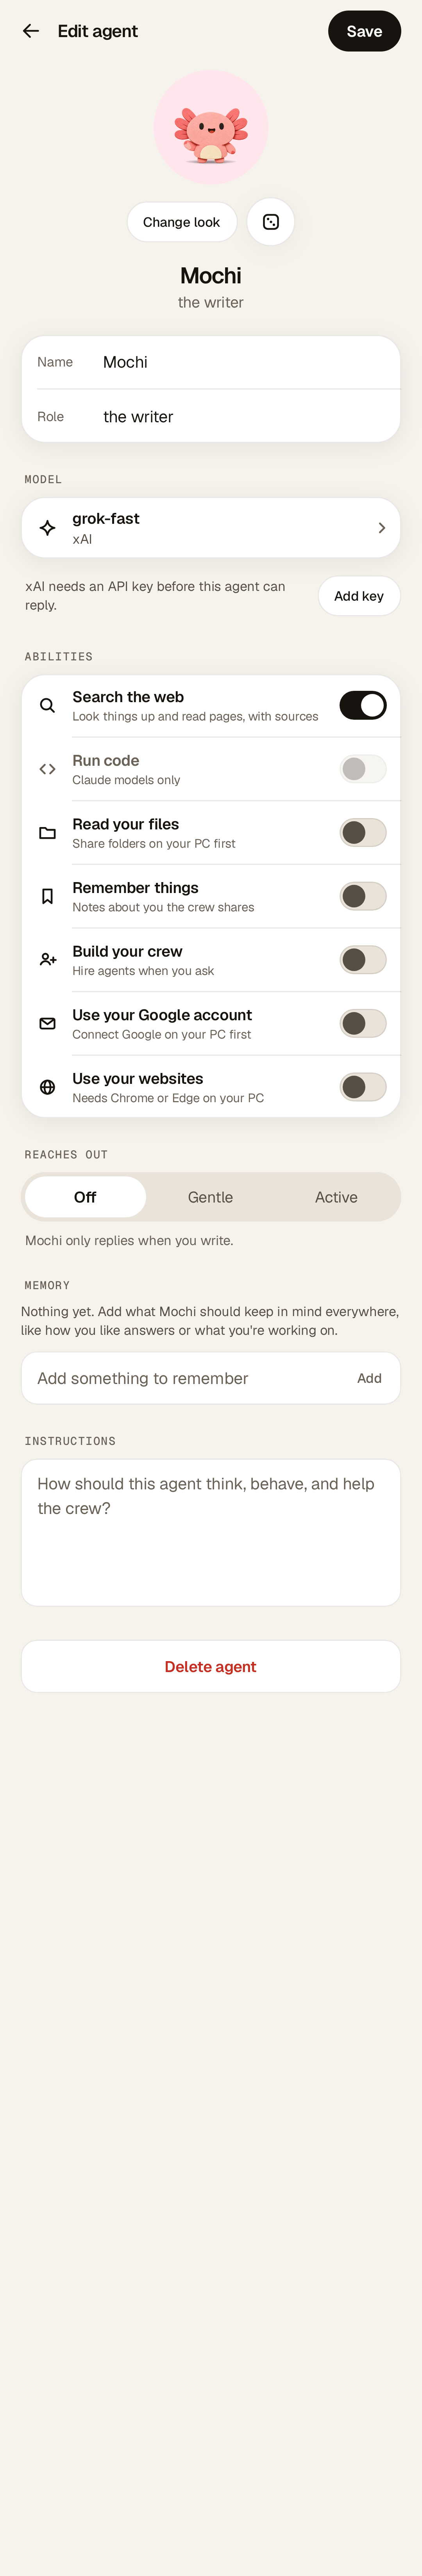 Edit agent
Save
Change look
Mochi
the writer
Name Mochi
Role the writer
MODEL
grok-fast
xAI
xAI needs an API key before this agent can
reply.
Add key
ABILITIES
Search the web
Look things up and read pages, with sources
Run code
Claude models only
Read your files
Share folders on your PC first
Remember things
Notes about you the crew shares
Build your crew
Hire agents when you ask
Use your Google account
Connect Google on your PC first
Use your websites
Needs Chrome or Edge on your PC
REACHES OUT
Off Gentle Active
Mochi only replies when you write.
MEMORY
Nothing yet. Add what Mochi should keep in mind everywhere,
like how you like answers or what you're working on.
Add something to remember Add
INSTRUCTIONS
How should this agent think, behave, and help
the crew?
Delete agent